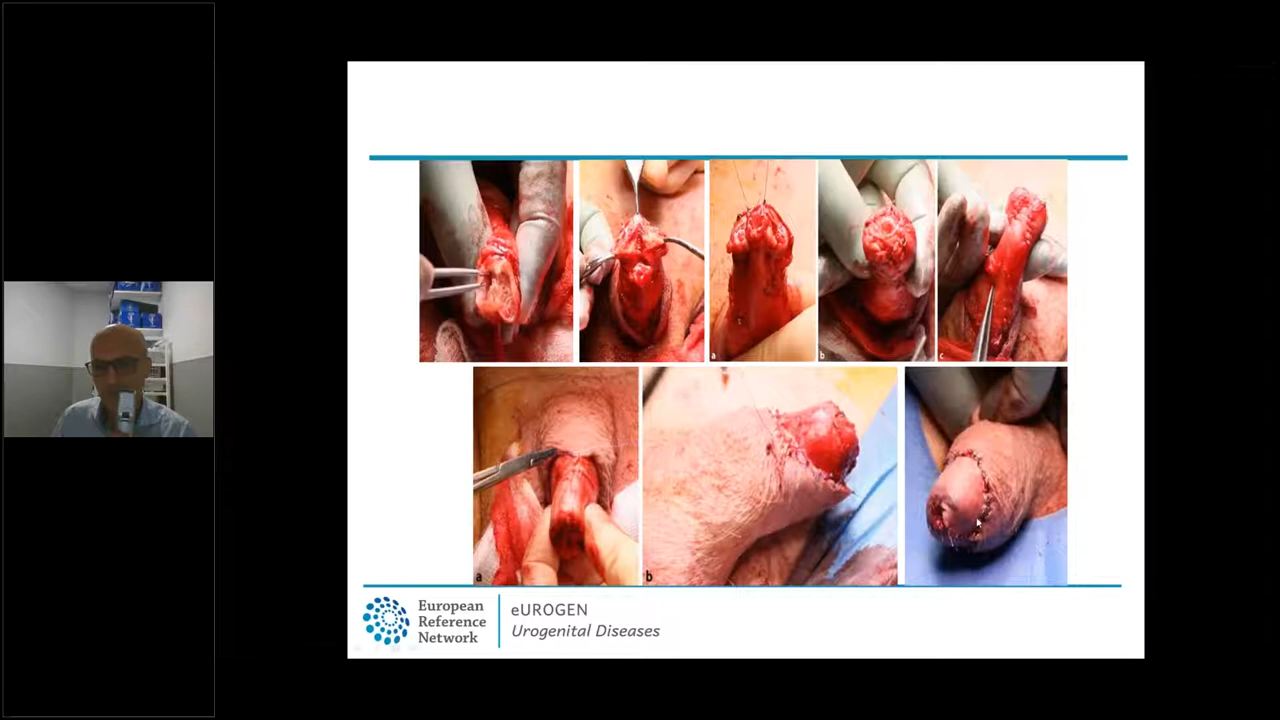 a
b
c
a
b
European
Reference
Network
eUROGEN
Urogenital Diseases